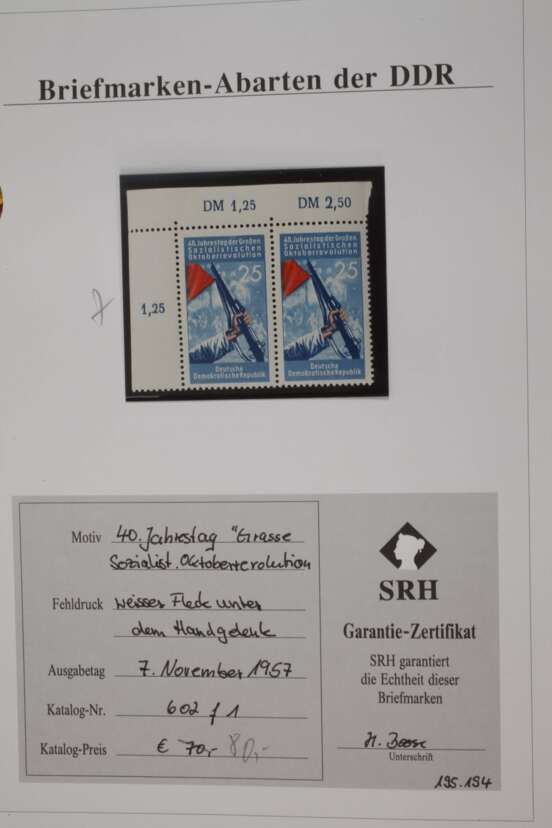 Briefmarken-Abarten der DDR
DM 1,25 DM 2,50
1,25
40. Jahrestag der Großen
Sozialistischen
Oktoberrevolution
25
Deutsche
Demokratische Republik
40. Jahrestag der Großen
Sozialistischen
Oktoberrevolution
25
Deutsche
Demokratische Republik
Motiv 40. Jahrestag "Grosse
Sozialist. Oktoberrevolution
Fehldruck weisser Fleck unter
dem Handgelenk
Ausgabetag 7. November 1957
Katalog-Nr. 602 f 1
Katalog-Preis € 70,- 80,-
SRH
Garantie-Zertifikat
SRH garantiert
die Echtheit dieser
Briefmarken
Unterschrift
195.194